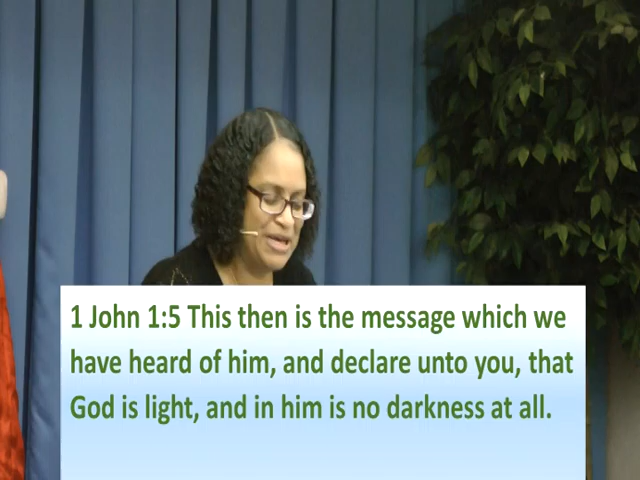 1 John 1:5 This then is the message which we
have heard of him, and declare unto you, that
God is light, and in him is no darkness at all.